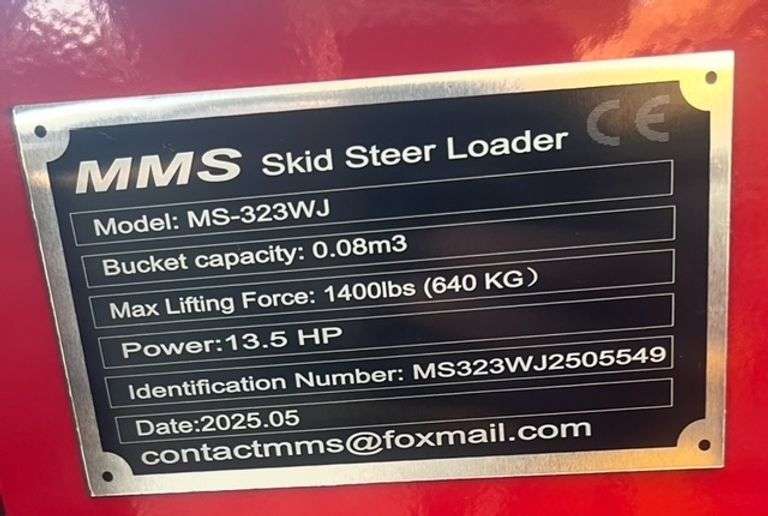 MMS Skid Steer Loader CE
Model: MS-323WJ
Bucket capacity: 0.08m3
Max Lifting Force: 1400lbs (640 KG）
Power:13.5 HP
Identification Number: MS323WJ2505549
Date:2025.05
contactmms@foxmail.com